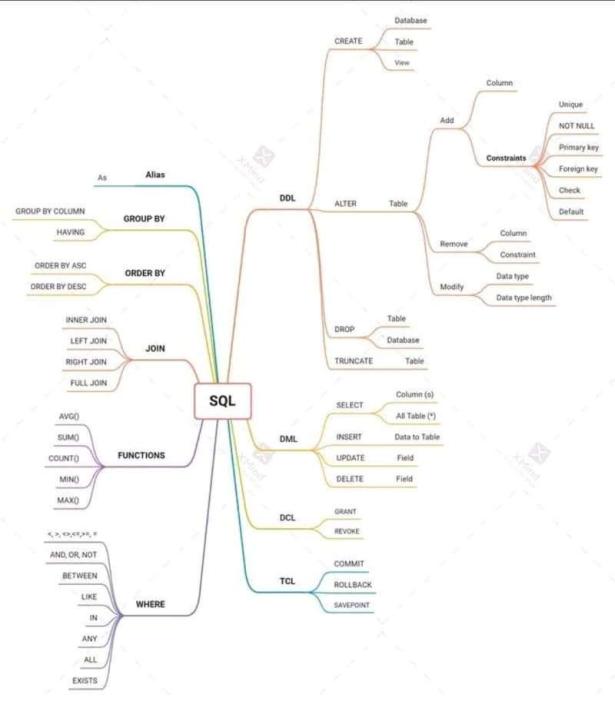 SQL
Alias
As
GROUP BY
GROUP BY COLUMN
HAVING
ORDER BY
ORDER BY ASC
ORDER BY DESC
JOIN
INNER JOIN
LEFT JOIN
RIGHT JOIN
FULL JOIN
FUNCTIONS
AVG()
SUM()
COUNT()
MIN()
MAX()
WHERE
<, >, <>,<=,>=, =
AND, OR, NOT
BETWEEN
LIKE
IN
ANY
ALL
EXISTS
DDL
CREATE
Database
Table
View
ALTER
Table
Add
Column
Constraints
Unique
NOT NULL
Primary key
Foreign key
Check
Default
Remove
Column
Constraint
Modify
Data type
Data type length
DROP
Table
Database
TRUNCATE
Table
DML
SELECT
Column (s)
All Table (*)
INSERT
Data to Table
UPDATE
Field
DELETE
Field
DCL
GRANT
REVOKE
TCL
COMMIT
ROLLBACK
SAVEPOINT
XMind
XMind
XMind
XMind